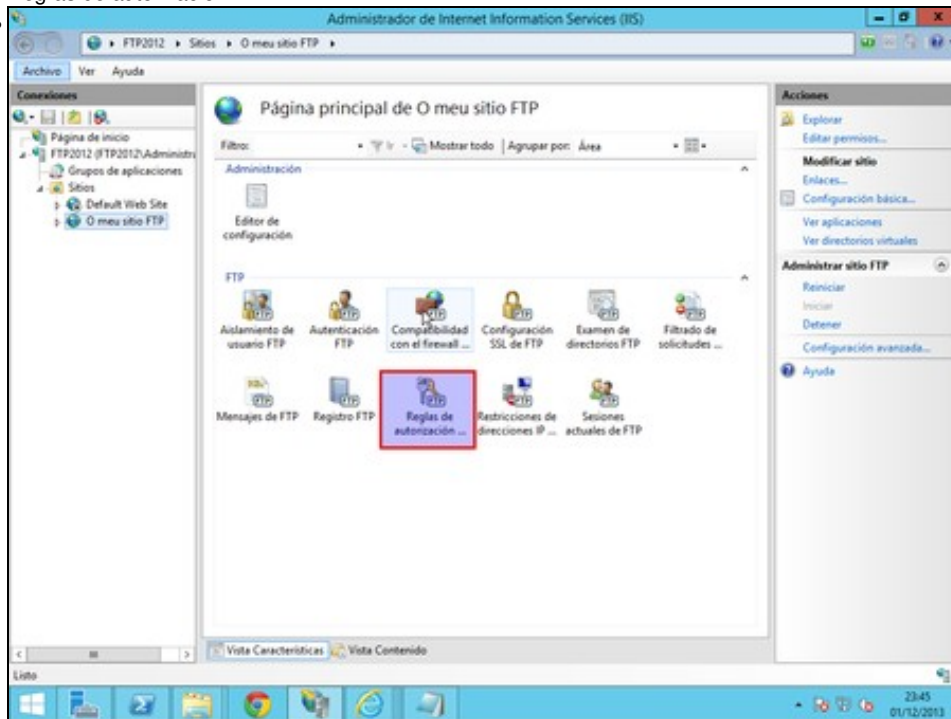 Administrador de Internet Information Services (IIS)
FTP2012
Sitios
O meu sitio FTP
Archivo Ver Ayuda
Conexiones
Página de inicio
FTP2012 (FTP2012\Administra
Grupos de aplicaciones
Sitios
Default Web Site
O meu sitio FTP
Página principal de O meu sitio FTP
Filtro:
Ir
Mostrar todo
Agrupar por: Área
Administración
Editor de
configuración
FTP
Aislamiento de
usuario FTP
Autenticación
FTP
Compatibilidad
con el firewall ...
Configuración
SSL de FTP
Examen de
directorios FTP
Filtrado de
solicitudes ...
Mensajes de FTP
Registro FTP
Reglas de
autorización ...
Restricciones de
direcciones IP ...
Sesiones
actuales de FTP
Vista Características
Vista Contenido
Acciones
Explorar
Editar permisos...
Modificar sitio
Enlaces...
Configuración básica...
Ver aplicaciones
Ver directorios virtuales
Administrar sitio FTP
Reiniciar
Iniciar
Detener
Configuración avanzada...
Ayuda
Listo
23:45
01/12/2013